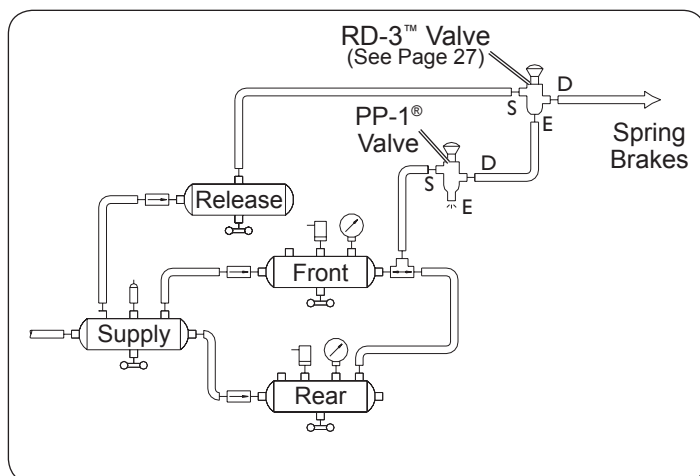 RD-3™ Valve
(See Page 27)
D
S
E
PP-1®
Valve
Spring
Brakes
D
S
E
Release
Front
Supply
Rear